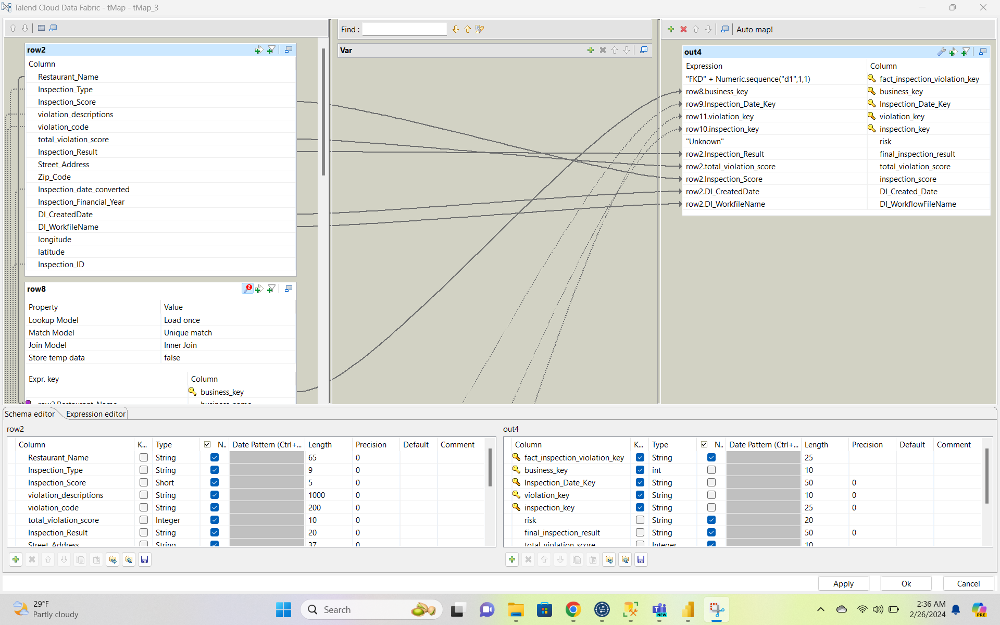 Talend Cloud Data Fabric - tMap - tMap_3
Find :
Auto map!
row2
Column
Restaurant_Name
Inspection_Type
Inspection_Score
violation_descriptions
violation_code
total_violation_score
Inspection_Result
Street_Address
Zip_Code
Inspection_date_converted
Inspection_Financial_Year
DI_CreatedDate
DI_WorkfileName
longitude
latitude
Inspection_ID
row8
2
Property Value
Lookup Model Load once
Match Model Unique match
Join Model Inner Join
Store temp data false
Expr. key Column
business_key
row2.Restaurant_Name business_name
Var
out4
Expression Column
"FKD" + Numeric.sequence("d1",1,1) fact_inspection_violation_key
row8.business_key business_key
row9.Inspection_Date_Key Inspection_Date_Key
row11.violation_key violation_key
row10.inspection_key inspection_key
"Unknown" risk
row2.Inspection_Result final_inspection_result
row2.total_violation_score total_violation_score
row2.Inspection_Score inspection_score
row2.DI_CreatedDate DI_Created_Date
row2.DI_WorkfileName DI_WorkflowFileName
Schema editor Expression editor
row2
Column K... Type N.. Date Pattern (Ctrl+... Length Precision Default Comment
Restaurant_Name String 65 0
Inspection_Type String 9 0
Inspection_Score Short 5 0
violation_descriptions String 1000 0
violation_code String 200 0
total_violation_score Integer 10 0
Inspection_Result String 20 0
Street_Address String 37 0
out4
Column K... Type N.. Date Pattern (Ctrl+... Length Precision Default Comment
fact_inspection_violation_key String 25
business_key int 10
Inspection_Date_Key String 50 0
violation_key String 10 0
inspection_key String 25 0
risk String 20
final_inspection_result String 50 0
total_violation_score Integer 10
Apply Ok Cancel
29°F
Partly cloudy
Search
NEW
2:36 AM
2/26/2024
PRE